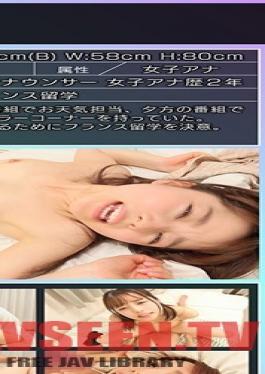 cm(B) W:58cm H:80cm
属性 / 女子アナ
ナウンサー 女子アナ歴2年
ンス留学
組でお天気担当、夕方の番組で
ラーコーナーを持っていた。
るためにフランス留学を決意。
VSEEN.TV
FREE JAV LIBRARY